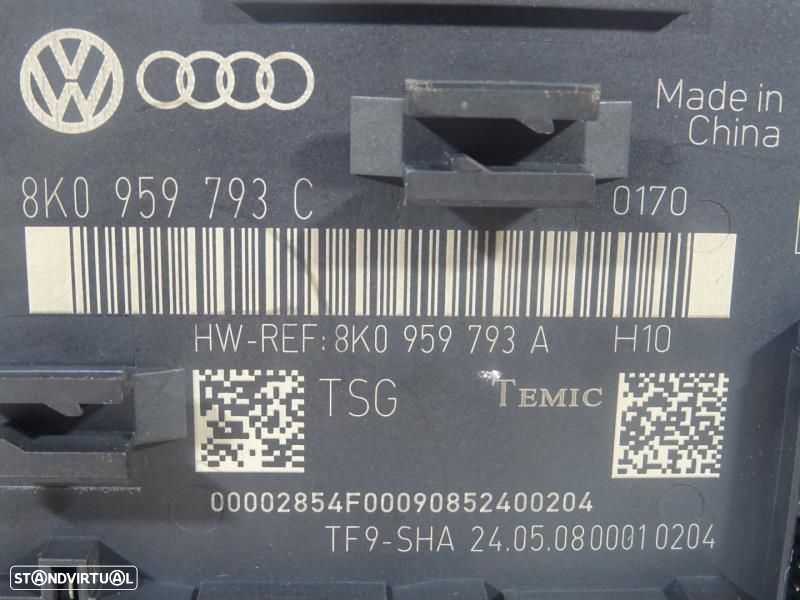 Made in
China
8K0 959 793 C 0170
HW-REF: 8K0 959 793 A H10
TSG TEMIC
00002854F00090852400204
TF9-SHA 24.05.0800010204
STANDVIRTUAL